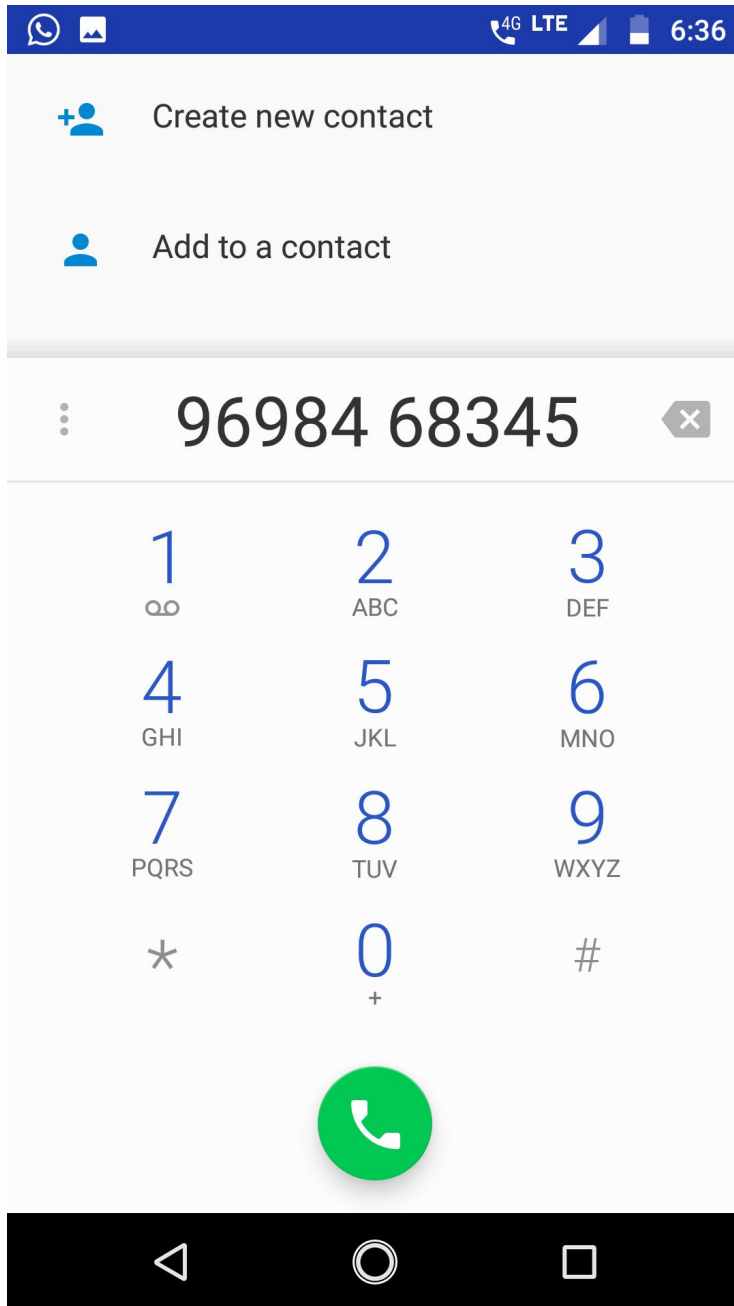 4G LTE 6:36
Create new contact
Add to a contact
96984 68345
1 2 3
ABC DEF
4 5 6
GHI JKL MNO
7 8 9
PQRS TUV WXYZ
* 0 #
+